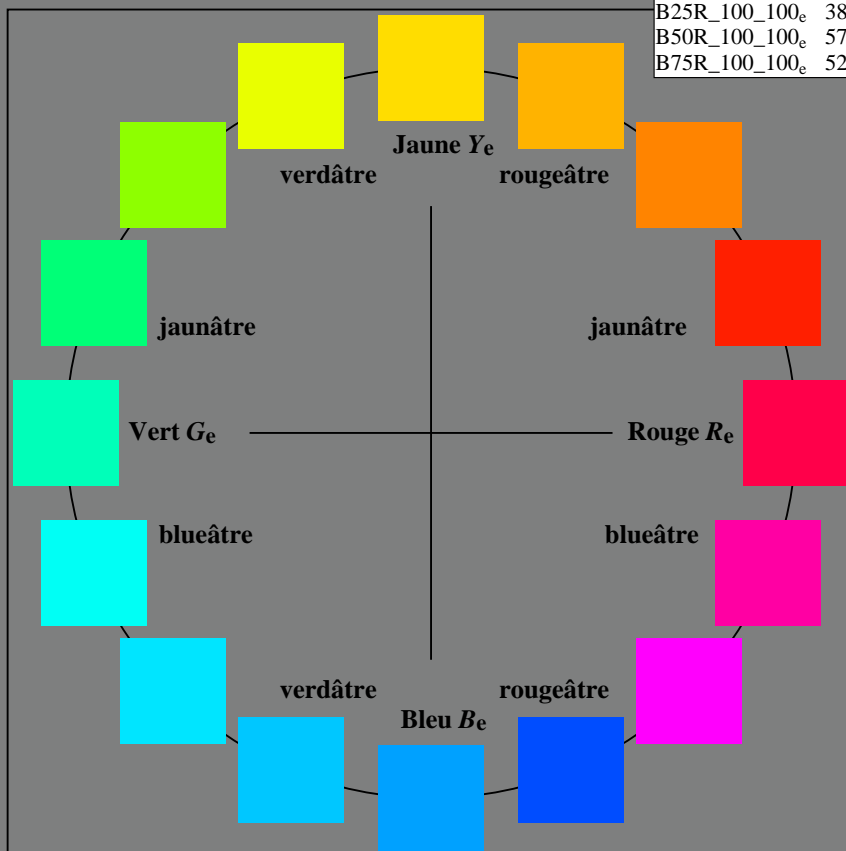 B25R_100_100e 38
B50R_100_100e 57
B75R_100_100e 52
Jaune Ye
verdâtre rougeâtre
jaunâtre jaunâtre
Vert Ge Rouge Re
blueâtre blueâtre
verdâtre rougeâtre
Bleu Be